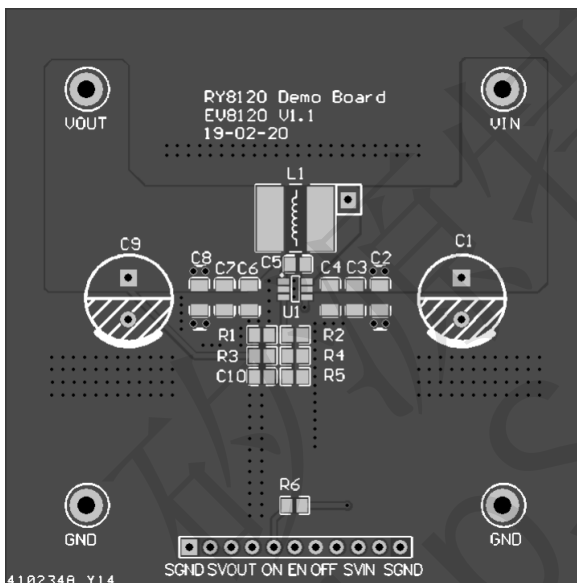 RY8120 Demo Board
EV8120 V1.1
19-02-20
VOUT
VIN
L1
C9
C8
C7
C6
C5
C4
C3
C2
C1
U1
R1
R2
R3
R4
C10
R5
R6
GND
GND
SGND SVOUT ON EN OFF SVIN SGND
410234A Y14